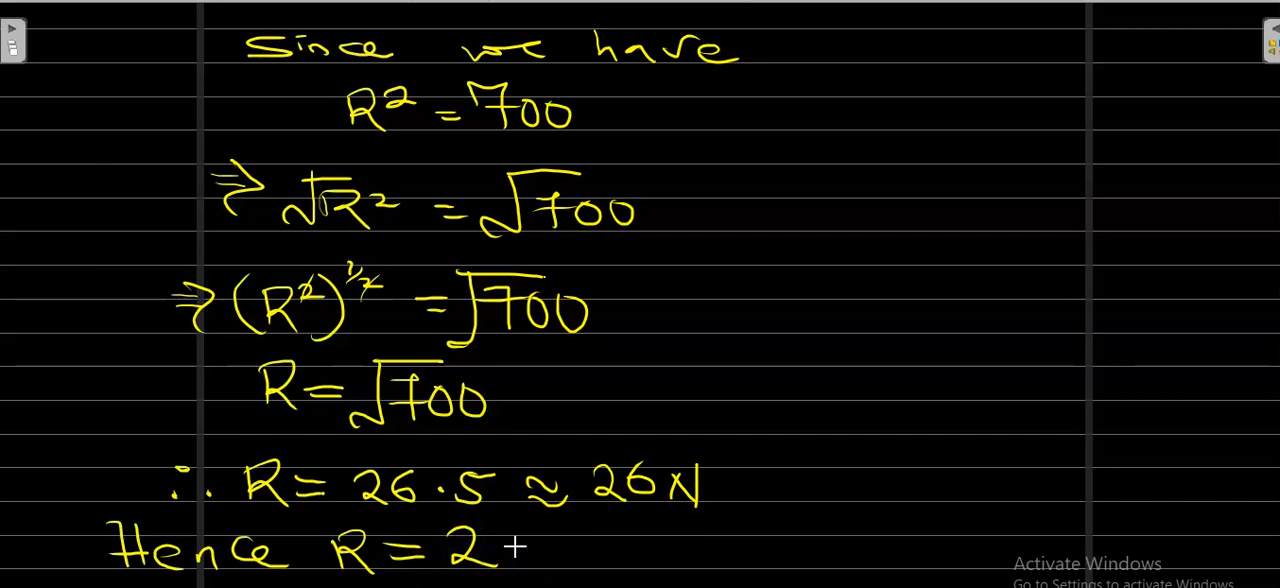 Since we have
R² = 700
⇒ √R² = √700
⇒ (R²)^1/2 = √700
R = √700
∴ R = 26.5 ≈ 26N
Hence R = 2
Activate Windows
Go to Settings to activate Windows.